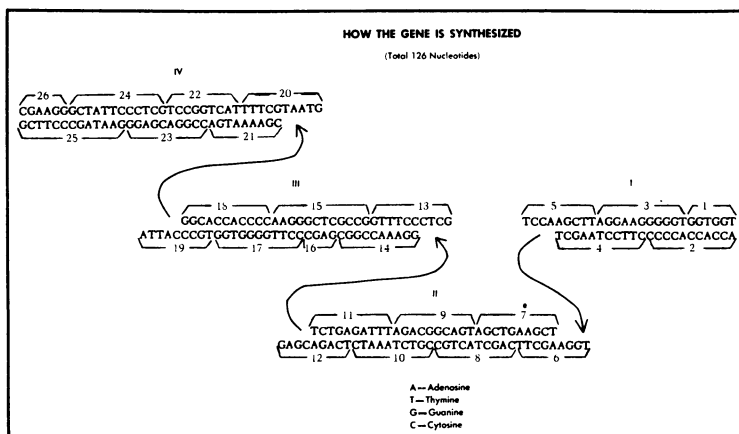 HOW THE GENE IS SYNTHESIZED
(Total 126 Nucleotides)
IV
26 24 22 20
CGAAGGGCTATTCCCTCGTCCGGTCATTTTCGTAATG
GCTTCCCGATAAGGGAGCAGGCCAGTAAAAGC
25 23 21
III
18 15 13
GGCACCACCCCAAGGGCTCGCCGGTTTCCCTCG
ATTACCCGTGGTGGGGTTCCCGAGCGGCCAAAGG
19 17 16 14
I
5 3 1
TCCAAGCTTAGGAAGGGGGTGGTGGT
TCGAATCCTTCCCCCACCACCA
4 2
II
11 9 7
TCTGAGATTTAGACGGCAGTAGCTGAAGCT
GAGCAGACTCTAAATCTGCCGTCATCGACTTCGAAGGT
12 10 8 6
A—Adenosine
T—Thymine
G—Guanine
C—Cytosine